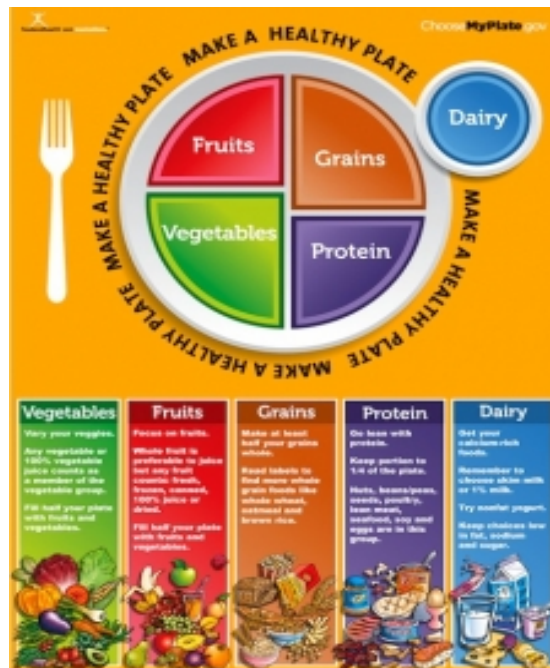 ChooseMyPlate.gov
MAKE A HEALTHY PLATE MAKE A HEALTHY PLATE MAKE A HEALTHY PLATE MAKE A HEALTHY PLATE MAKE A HEALTHY PLATE
Dairy
Fruits
Grains
Vegetables
Protein
Vegetables
Vary your veggies.
Any vegetable or
100% vegetable
juice counts as
a member of the
vegetable group.
Fill half your plate
with fruits and
vegetables.
Fruits
Focus on fruits.
Whole fruit is
preferable to juice
but any fruit
counts: fresh,
frozen, canned,
100% juice or
dried.
Fill half your plate
with fruits and
vegetables.
Grains
Make at least
half your grains
whole.
Read labels to
find more whole
grain foods like
whole wheat,
oatmeal and
brown rice.
Protein
Go lean with
protein.
Keep portion to
1/4 of the plate.
Nuts, beans/peas,
seeds, poultry,
lean meat,
seafood, soy and
eggs are in this
group.
Dairy
Get your
calcium-rich
foods.
Remember to
choose skim milk
or 1% milk.
Try nonfat yogurt.
Keep choices low
in fat, sodium
and sugar.